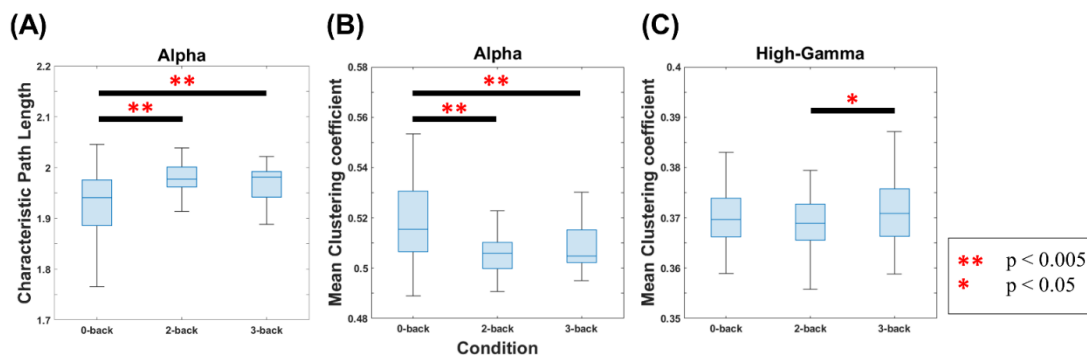 (A)
Alpha
Characteristic Path Length
2.2
2.1
2
1.9
1.8
1.7
**
**
0-back 2-back 3-back
(B)
Alpha
Mean Clustering coefficient
0.58
0.56
0.54
0.52
0.5
0.48
**
**
0-back 2-back 3-back
Condition
(C)
High-Gamma
Mean Clustering coefficient
0.4
0.39
0.38
0.37
0.36
0.35
*
0-back 2-back 3-back
** p < 0.005
* p < 0.05